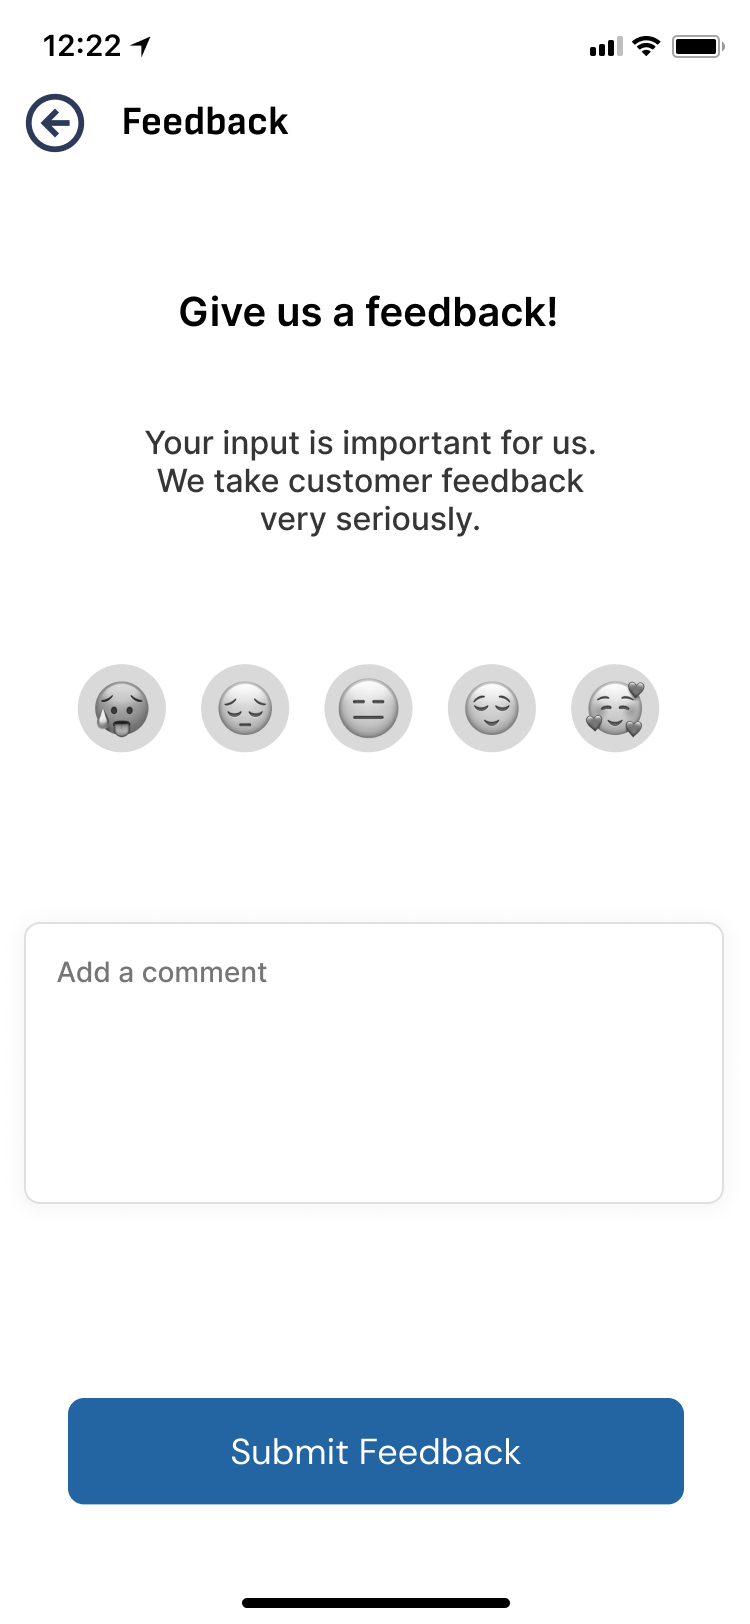 12:22
Feedback
Give us a feedback!
Your input is important for us.
We take customer feedback
very seriously.
Add a comment
Submit Feedback